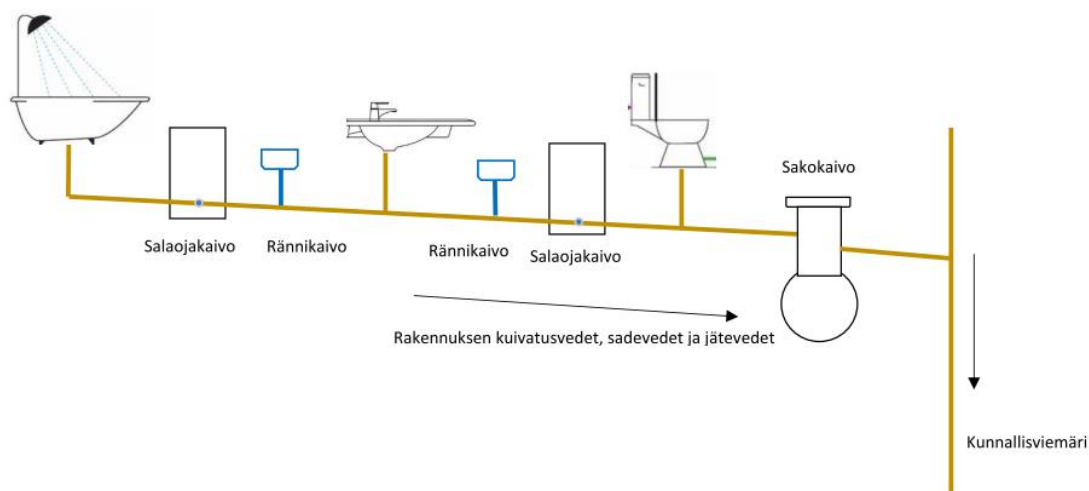 Sakokaivo
Salaojakaivo
Rännikaivo
Rännikaivo
Salaojakaivo
Rakennuksen kuivatusvedet, sadevedet ja jätevedet
Kunnallisviemäri